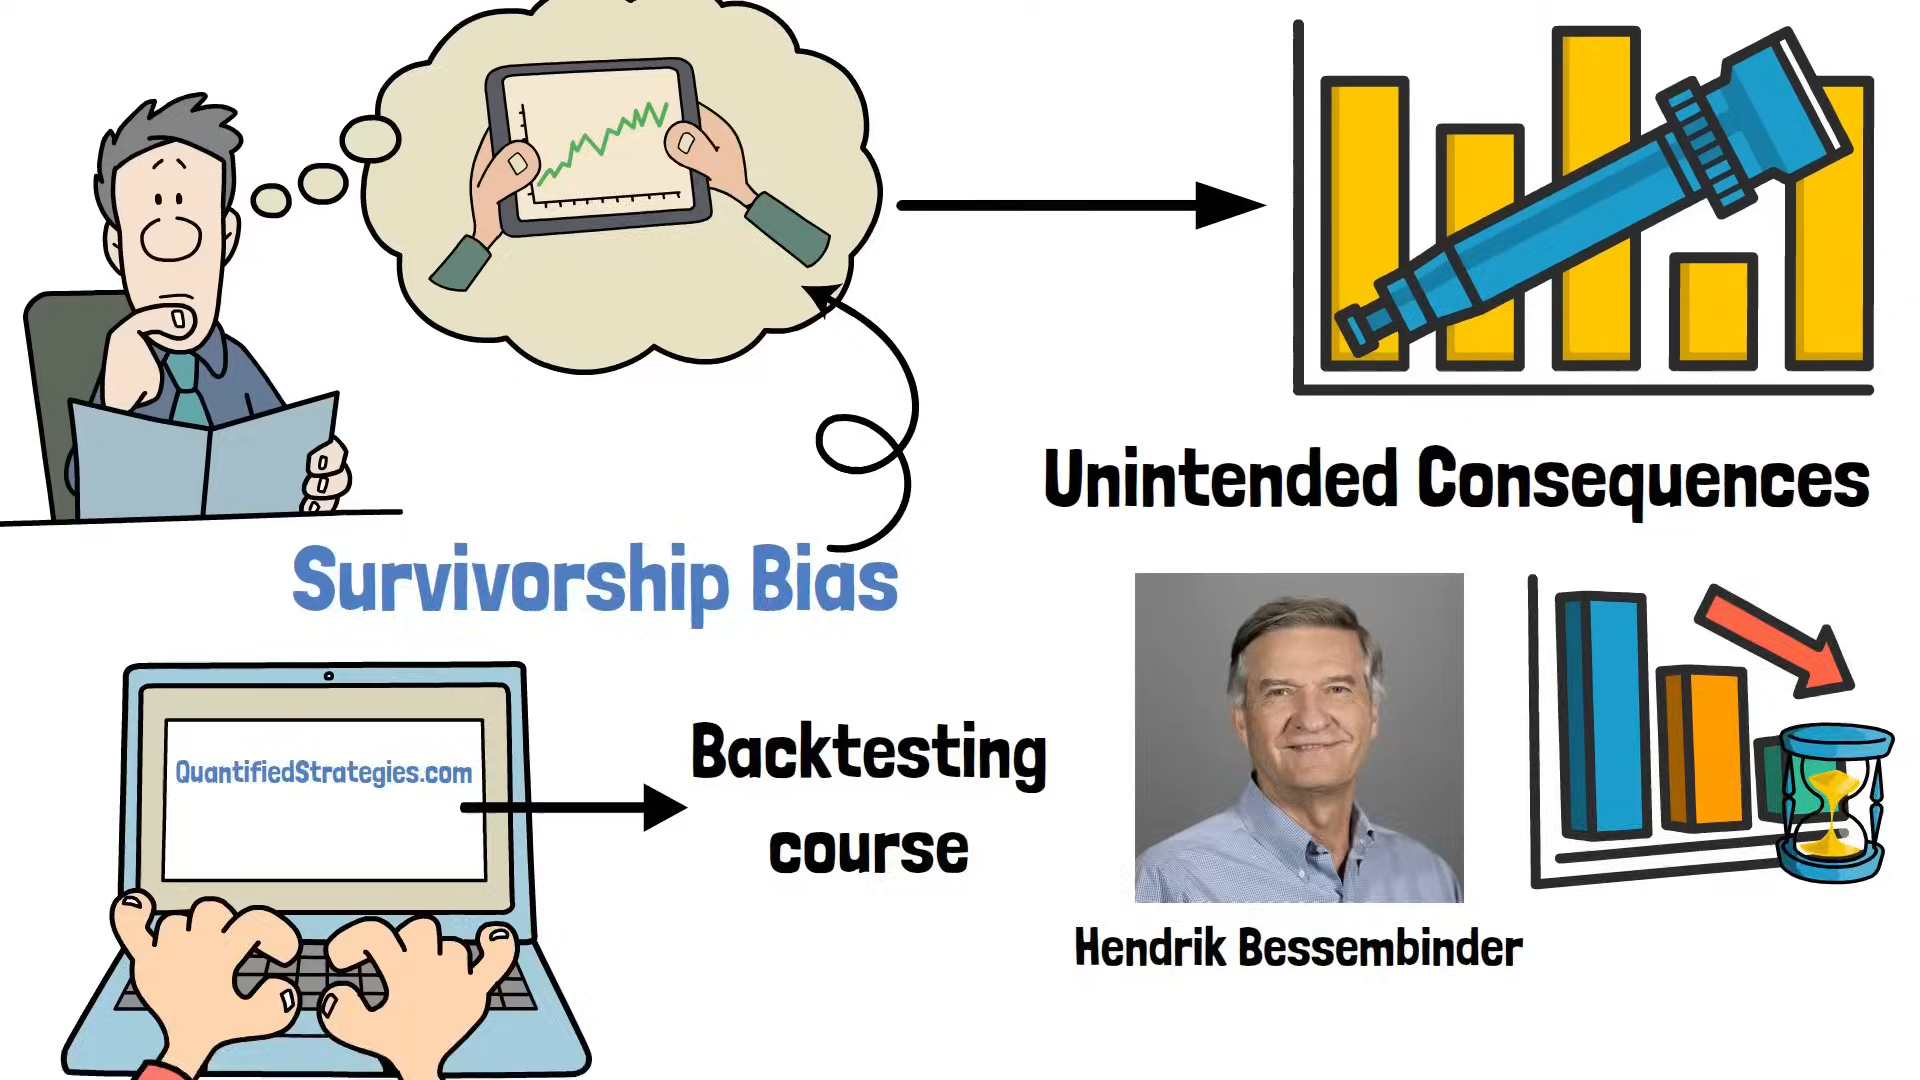 Unintended Consequences
Survivorship Bias
QuantifiedStrategies.com
Backtesting
course
Hendrik Bessembinder